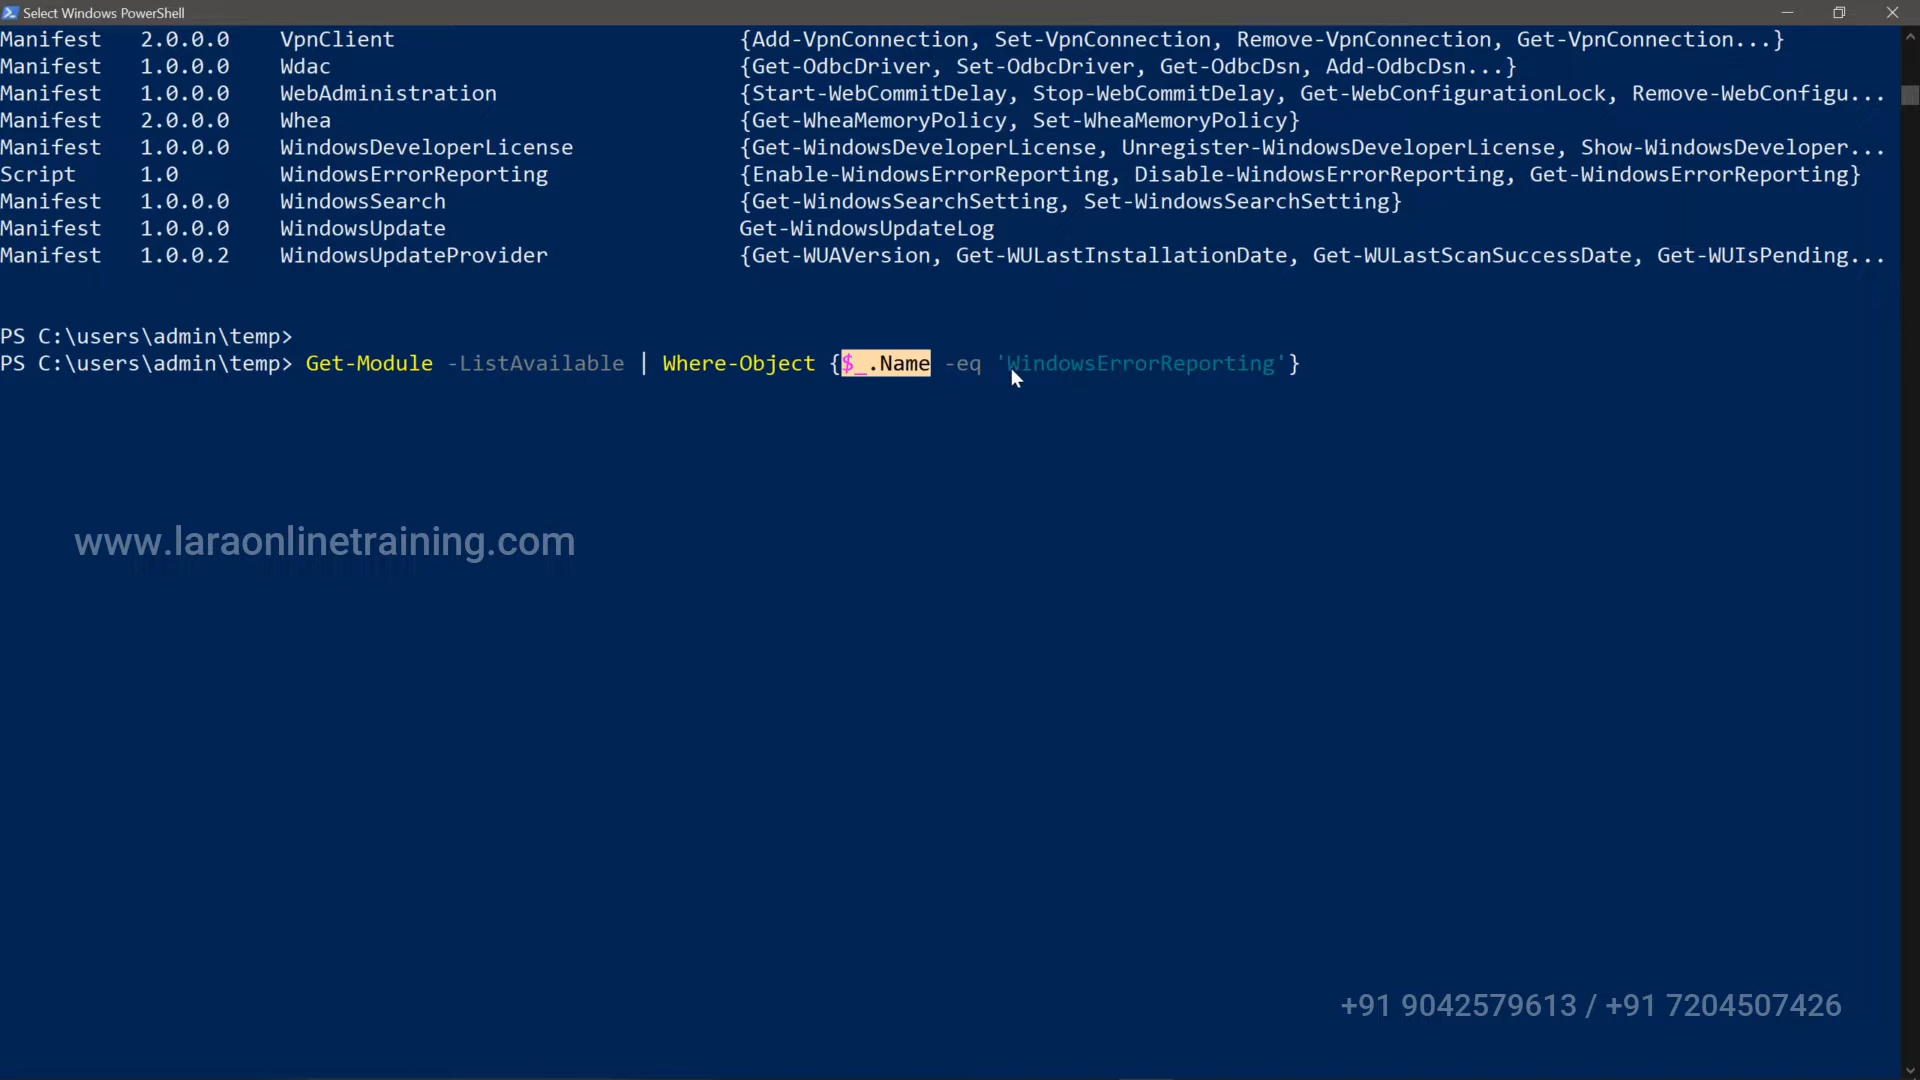 Select Windows PowerShell
Manifest 2.0.0.0 VpnClient {Add-VpnConnection, Set-VpnConnection, Remove-VpnConnection, Get-VpnConnection...}
Manifest 1.0.0.0 Wdac {Get-OdbcDriver, Set-OdbcDriver, Get-OdbcDsn, Add-OdbcDsn...}
Manifest 1.0.0.0 WebAdministration {Start-WebCommitDelay, Stop-WebCommitDelay, Get-WebConfigurationLock, Remove-WebConfigu...
Manifest 2.0.0.0 Whea {Get-WheaMemoryPolicy, Set-WheaMemoryPolicy}
Manifest 1.0.0.0 WindowsDeveloperLicense {Get-WindowsDeveloperLicense, Unregister-WindowsDeveloperLicense, Show-WindowsDeveloper...
Script 1.0 WindowsErrorReporting {Enable-WindowsErrorReporting, Disable-WindowsErrorReporting, Get-WindowsErrorReporting}
Manifest 1.0.0.0 WindowsSearch {Get-WindowsSearchSetting, Set-WindowsSearchSetting}
Manifest 1.0.0.0 WindowsUpdate Get-WindowsUpdateLog
Manifest 1.0.0.2 WindowsUpdateProvider {Get-WUAVersion, Get-WULastInstallationDate, Get-WULastScanSuccessDate, Get-WUIsPending...
PS C:\users\admin\temp>
PS C:\users\admin\temp> Get-Module -ListAvailable | Where-Object {$_.Name -eq 'WindowsErrorReporting'}
www.laraonlinetraining.com
+91 9042579613 / +91 7204507426